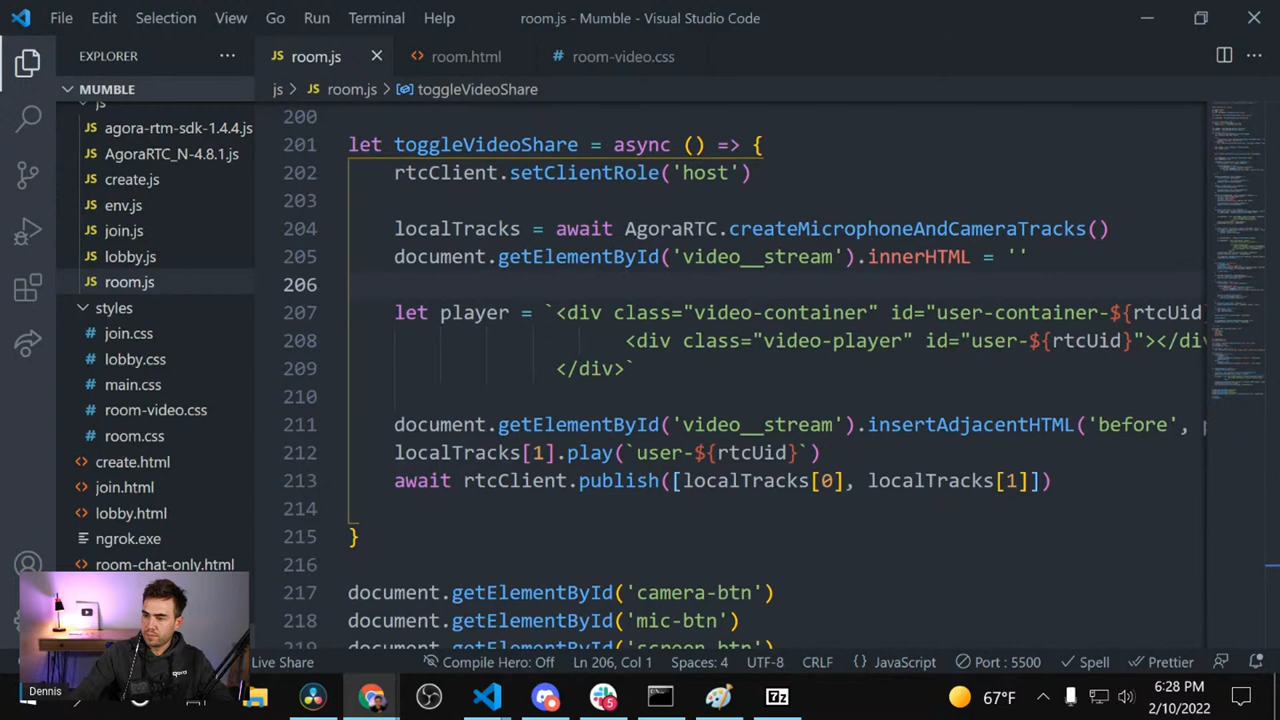 File Edit Selection View Go Run Terminal Help room.js - Mumble - Visual Studio Code
EXPLORER ···
JS room.js
<> room.html
# room-video.css
MUMBLE
js > JS room.js > toggleVideoShare
js
JS agora-rtm-sdk-1.4.4.js
JS AgoraRTC_N-4.8.1.js
JS create.js
JS env.js
JS join.js
JS lobby.js
JS room.js
styles
# join.css
# lobby.css
# main.css
# room-video.css
# room.css
<> create.html
<> join.html
<> lobby.html
ngrok.exe
<> room-chat-only.html
200
201 let toggleVideoShare = async () => {
202 rtcClient.setClientRole('host')
203
204 localTracks = await AgoraRTC.createMicrophoneAndCameraTracks()
205 document.getElementById('video__stream').innerHTML = ''
206
207 let player = `<div class="video-container" id="user-container-${rtcUid
208 <div class="video-player" id="user-${rtcUid}"></div
209 </div>`
210
211 document.getElementById('video__stream').insertAdjacentHTML('before', p
212 localTracks[1].play(`user-${rtcUid}`)
213 await rtcClient.publish([localTracks[0], localTracks[1]])
214
215 }
216
217 document.getElementById('camera-btn')
218 document.getElementById('mic-btn')
219 document.getElementById('screen-btn')
Live Share Compile Hero: Off Ln 206, Col 1 Spaces: 4 UTF-8 CRLF {} JavaScript Port : 5500 Spell Prettier
Dennis
5
7z
67°F
6:28 PM
2/10/2022